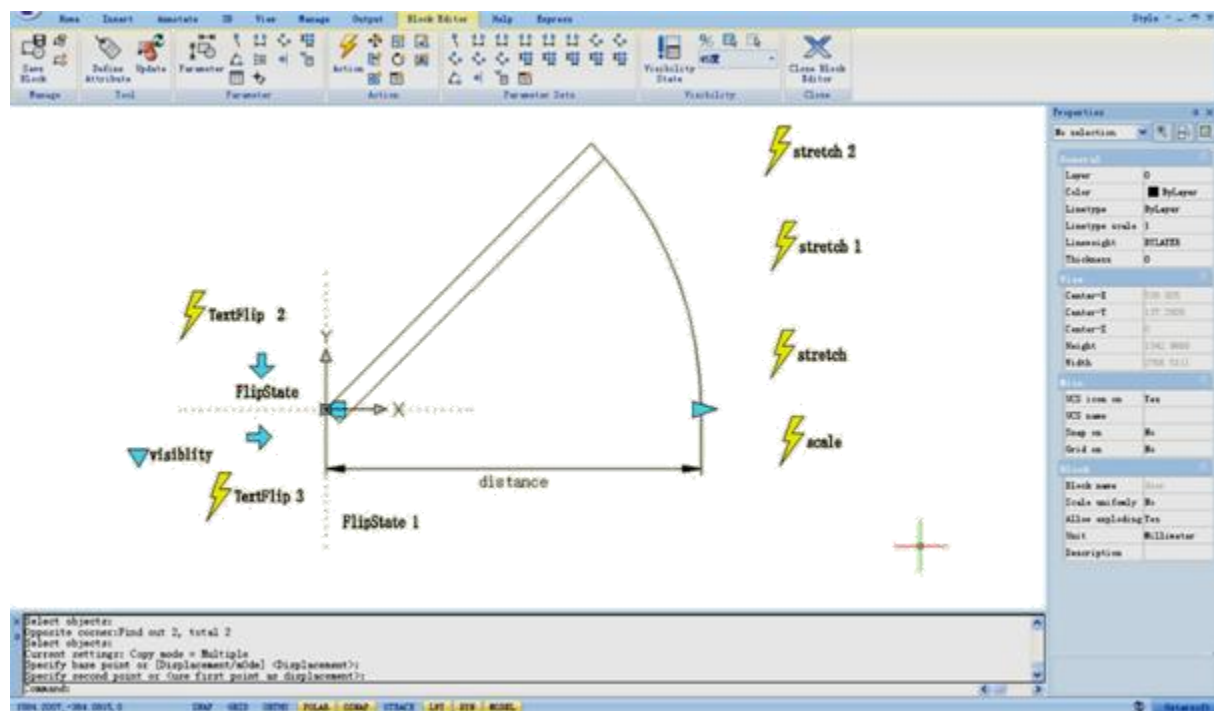 Home Insert Annotate 3D View Manage Output Block Editor Help Express Style
Save Block
Define Attribute
Update
Parameter
Action
Visibility State
Close Block Editor
Manage Tool Parameter Action Parameter Sets Visibility Close
Properties
No selection
General
Layer 0
Color ByLayer
Linetype ByLayer
Linetype scale 1
Lineweight BYLAYER
Thickness 0
View
Center-X
Center-Y
Center-Z 0
Height
Width
Misc
UCS icon on Yes
UCS name
Snap on No
Grid on No
Block
Block name
Scale uniformly No
Allow exploding Yes
Unit Millimeter
Description
stretch 2
stretch 1
TextFlip 2
Y
stretch
FlipState
X
scale
visiblity
distance
TextFlip 3
FlipState 1
Select objects:
Opposite corner:Find out 2, total 2
Select objects:
Current settings: Copy mode = Multiple
Specify base point or [Displacement/mOde] <Displacement>:
Specify second point or <use first point as displacement>:
Command:
SNAP GRID ORTHO POLAR OSNAP OTRACK LWT DYN MODEL